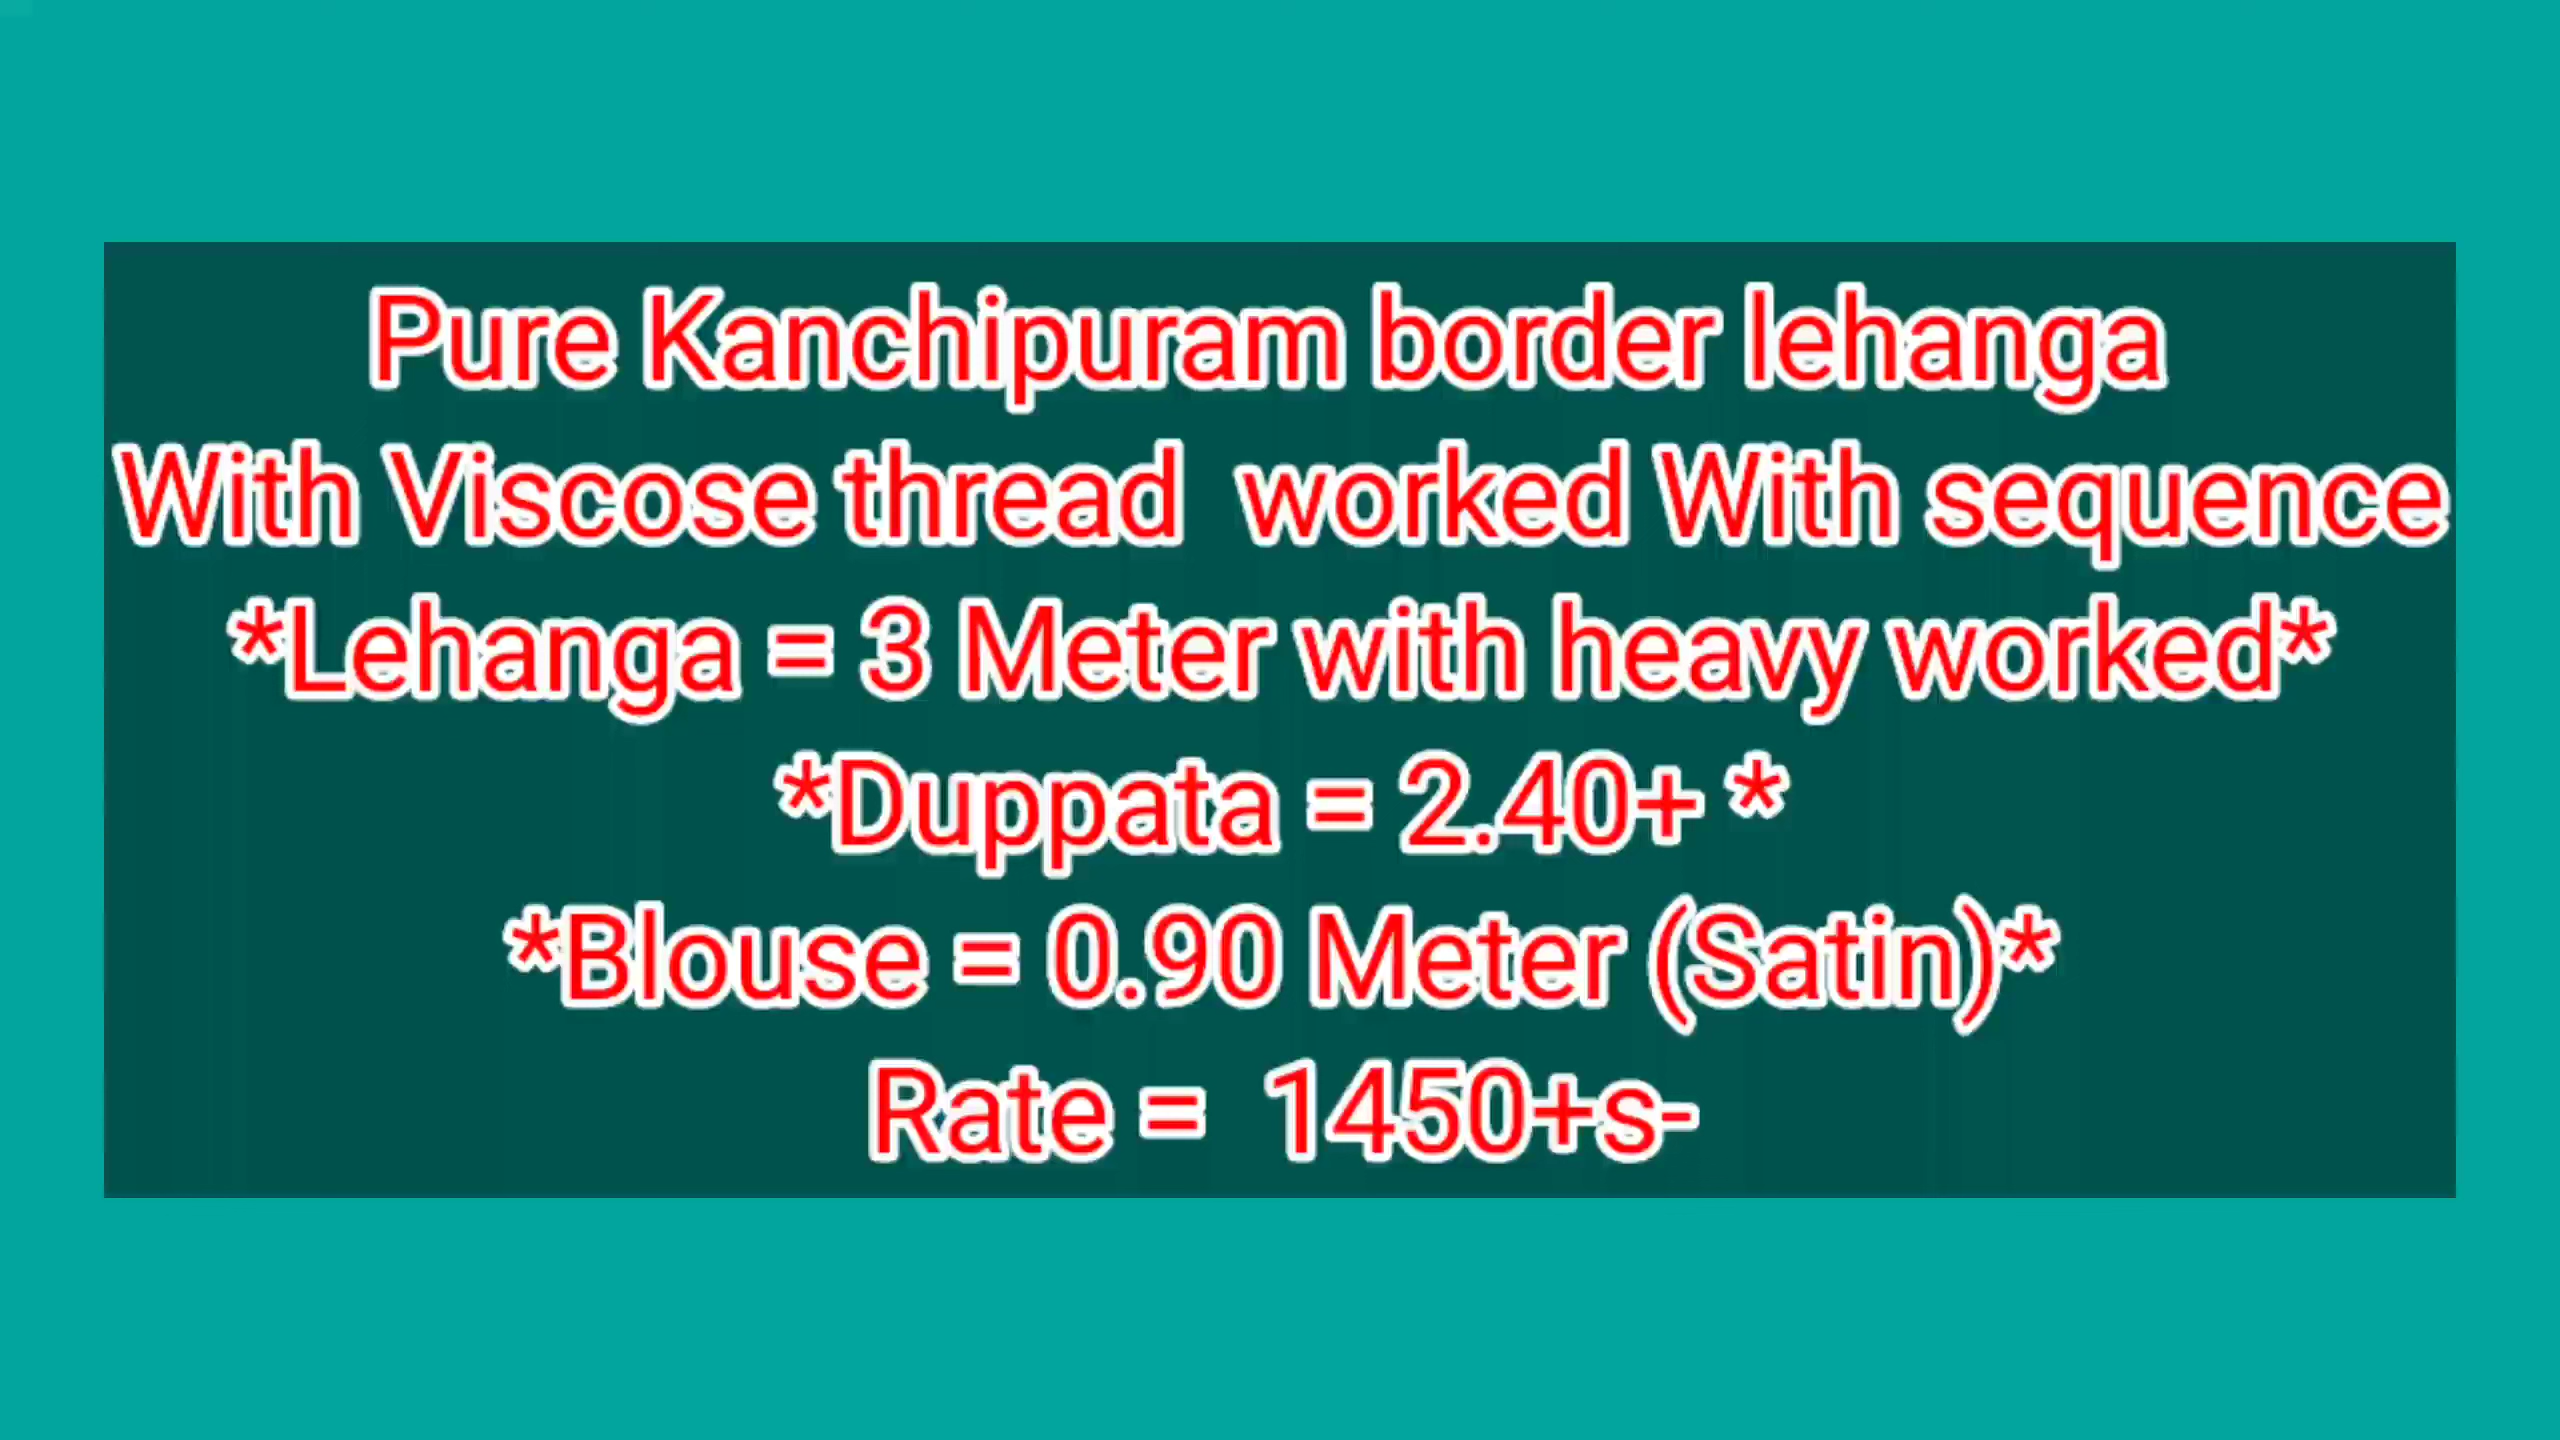 Pure Kanchipuram border lehanga
With Viscose thread  worked With sequence
*Lehanga = 3 Meter with heavy worked*
*Duppata = 2.40+ *
*Blouse = 0.90 Meter (Satin)*
Rate =  1450+s-